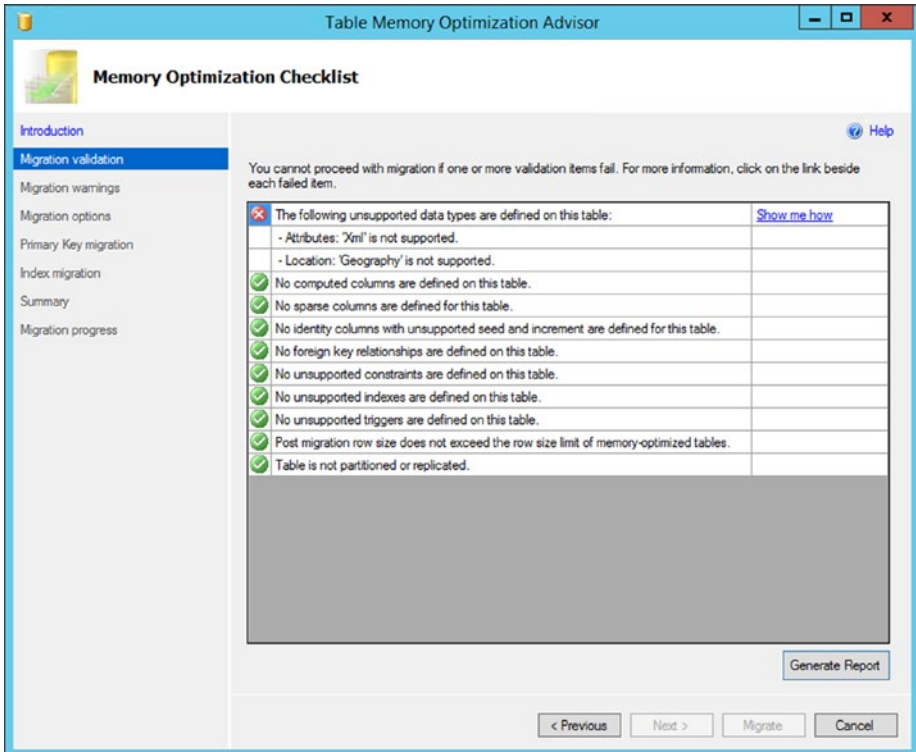 Table Memory Optimization Advisor
Memory Optimization Checklist
Introduction
Migration validation
Migration warnings
Migration options
Primary Key migration
Index migration
Summary
Migration progress
Help
You cannot proceed with migration if one or more validation items fail. For more information, click on the link beside
each failed item.
The following unsupported data types are defined on this table: Show me how
- Attributes: 'Xml' is not supported.
- Location: 'Geography' is not supported.
No computed columns are defined on this table.
No sparse columns are defined for this table.
No identity columns with unsupported seed and increment are defined for this table.
No foreign key relationships are defined on this table.
No unsupported constraints are defined on this table.
No unsupported indexes are defined on this table.
No unsupported triggers are defined on this table.
Post migration row size does not exceed the row size limit of memory-optimized tables.
Table is not partitioned or replicated.
Generate Report
< Previous Next > Migrate Cancel